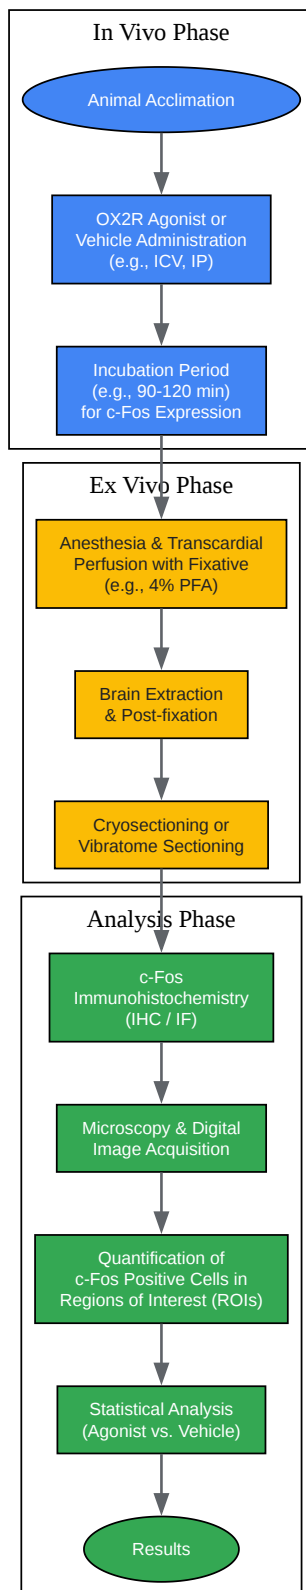 In Vivo Phase
Animal Acclimation
OX2R Agonist or
Vehicle Administration
(e.g., ICV, IP)
Incubation Period
(e.g., 90-120 min)
for c-Fos Expression
Ex Vivo Phase
Anesthesia & Transcardial
Perfusion with Fixative
(e.g., 4% PFA)
Brain Extraction
& Post-fixation
Cryosectioning or
Vibratome Sectioning
Analysis Phase
c-Fos
Immunohistochemistry
(IHC / IF)
Microscopy & Digital
Image Acquisition
Quantification of
c-Fos Positive Cells in
Regions of Interest (ROIs)
Statistical Analysis
(Agonist vs. Vehicle)
Results